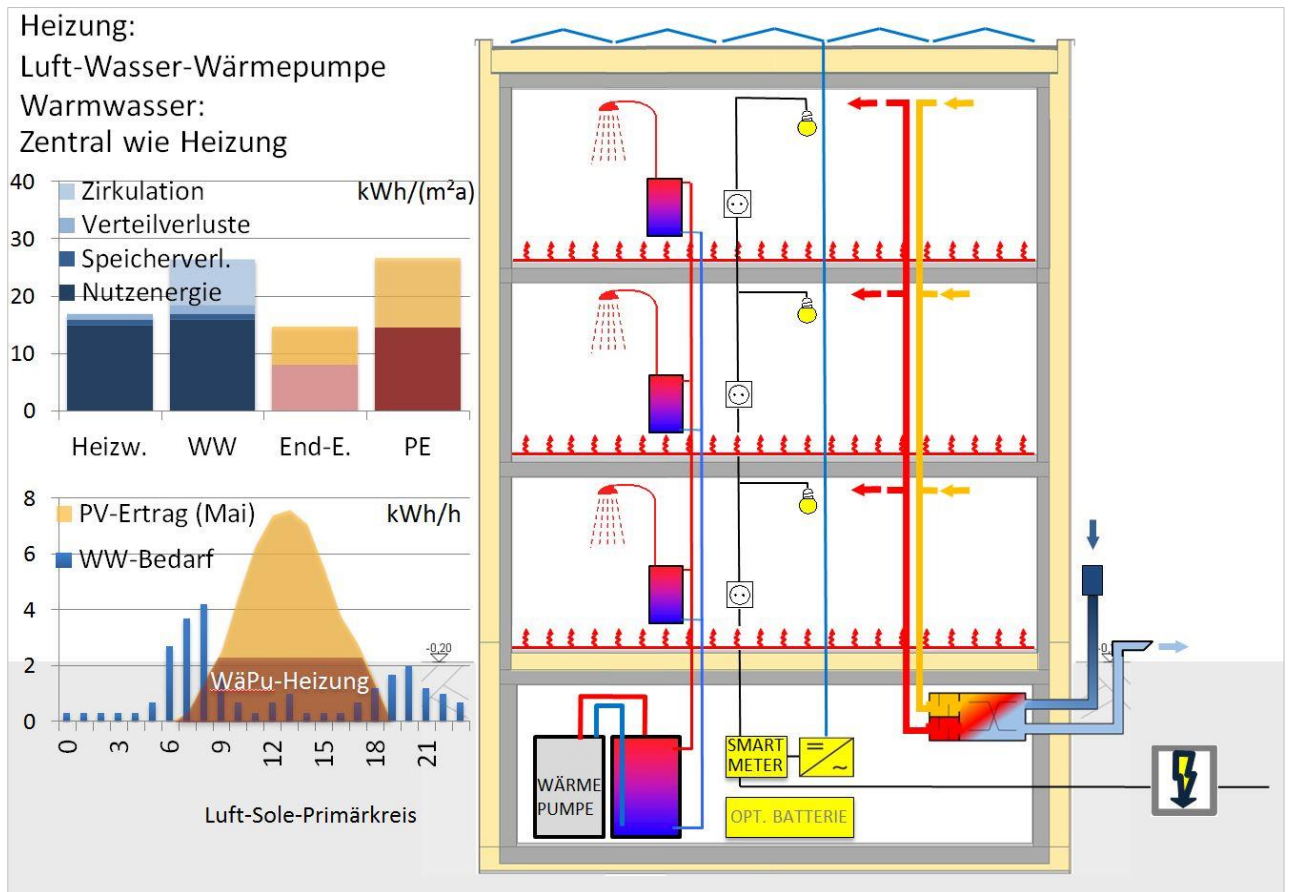 Heizung:
Luft-Wasser-Wärmepumpe
Warmwasser:
Zentral wie Heizung
40
Zirkulation
kWh/(m²a)
Verteilverluste
30
Speicherverl.
Nutzenergie
20
10
0
Heizw.
WW
End-E.
PE
8
PV-Ertrag (Mai)
kWh/h
6
WW-Bedarf
4
2
WäPu-Heizung
0
0
3
6
9
12
15
18
21
-0,20
Luft-Sole-Primärkreis
WÄRME
PUMPE
SMART
METER
=
~
OPT. BATTERIE